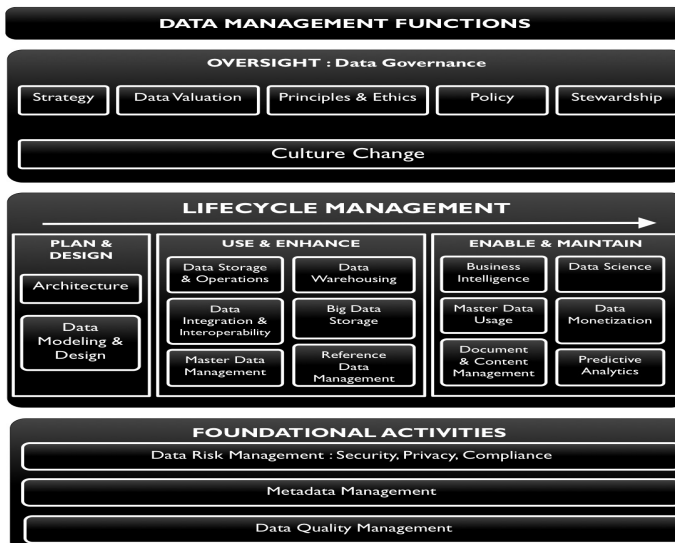 DATA MANAGEMENT FUNCTIONS
OVERSIGHT : Data Governance
Strategy
Data Valuation
Principles & Ethics
Policy
Stewardship
Culture Change
LIFECYCLE MANAGEMENT
PLAN &
DESIGN
Architecture
Data
Modeling &
Design
USE & ENHANCE
Data Storage
& Operations
Data
Warehousing
Data
Integration &
Interoperability
Big Data
Storage
Master Data
Management
Reference
Data
Management
ENABLE & MAINTAIN
Business
Intelligence
Data Science
Master Data
Usage
Data
Monetization
Document
& Content
Management
Predictive
Analytics
FOUNDATIONAL ACTIVITIES
Data Risk Management : Security, Privacy, Compliance
Metadata Management
Data Quality Management